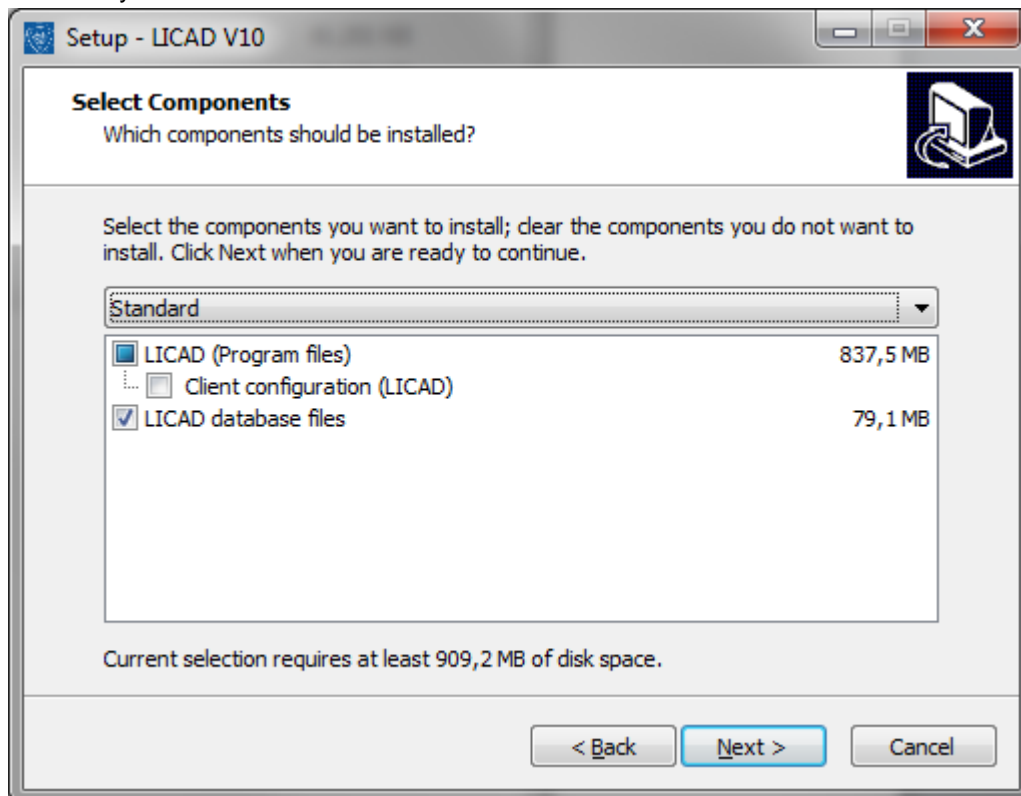 Setup - LICAD V10
Select Components
Which components should be installed?
Select the components you want to install; clear the components you do not want to
install. Click Next when you are ready to continue.
Standard
LICAD (Program files) 837,5 MB
Client configuration (LICAD)
LICAD database files 79,1 MB
Current selection requires at least 909,2 MB of disk space.
< Back Next > Cancel